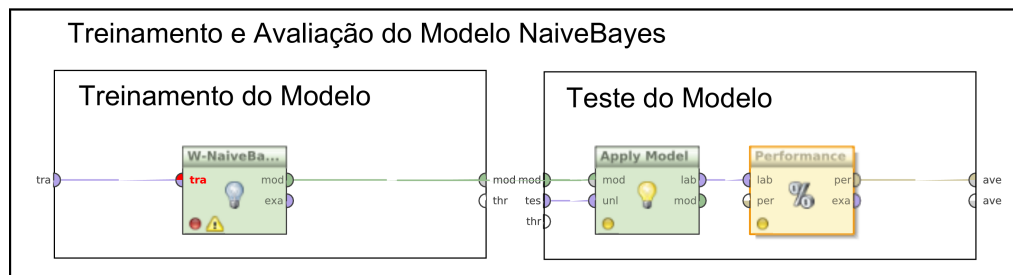 Treinamento e Avaliação do Modelo NaiveBayes
Treinamento do Modelo
Teste do Modelo
W-NaiveBa...
Apply Model
Performance
tra
tra
mod
mod
mod
mod
lab
lab
per
ave
exa
thr
tes
unl
mod
per
exa
ave
thr
%